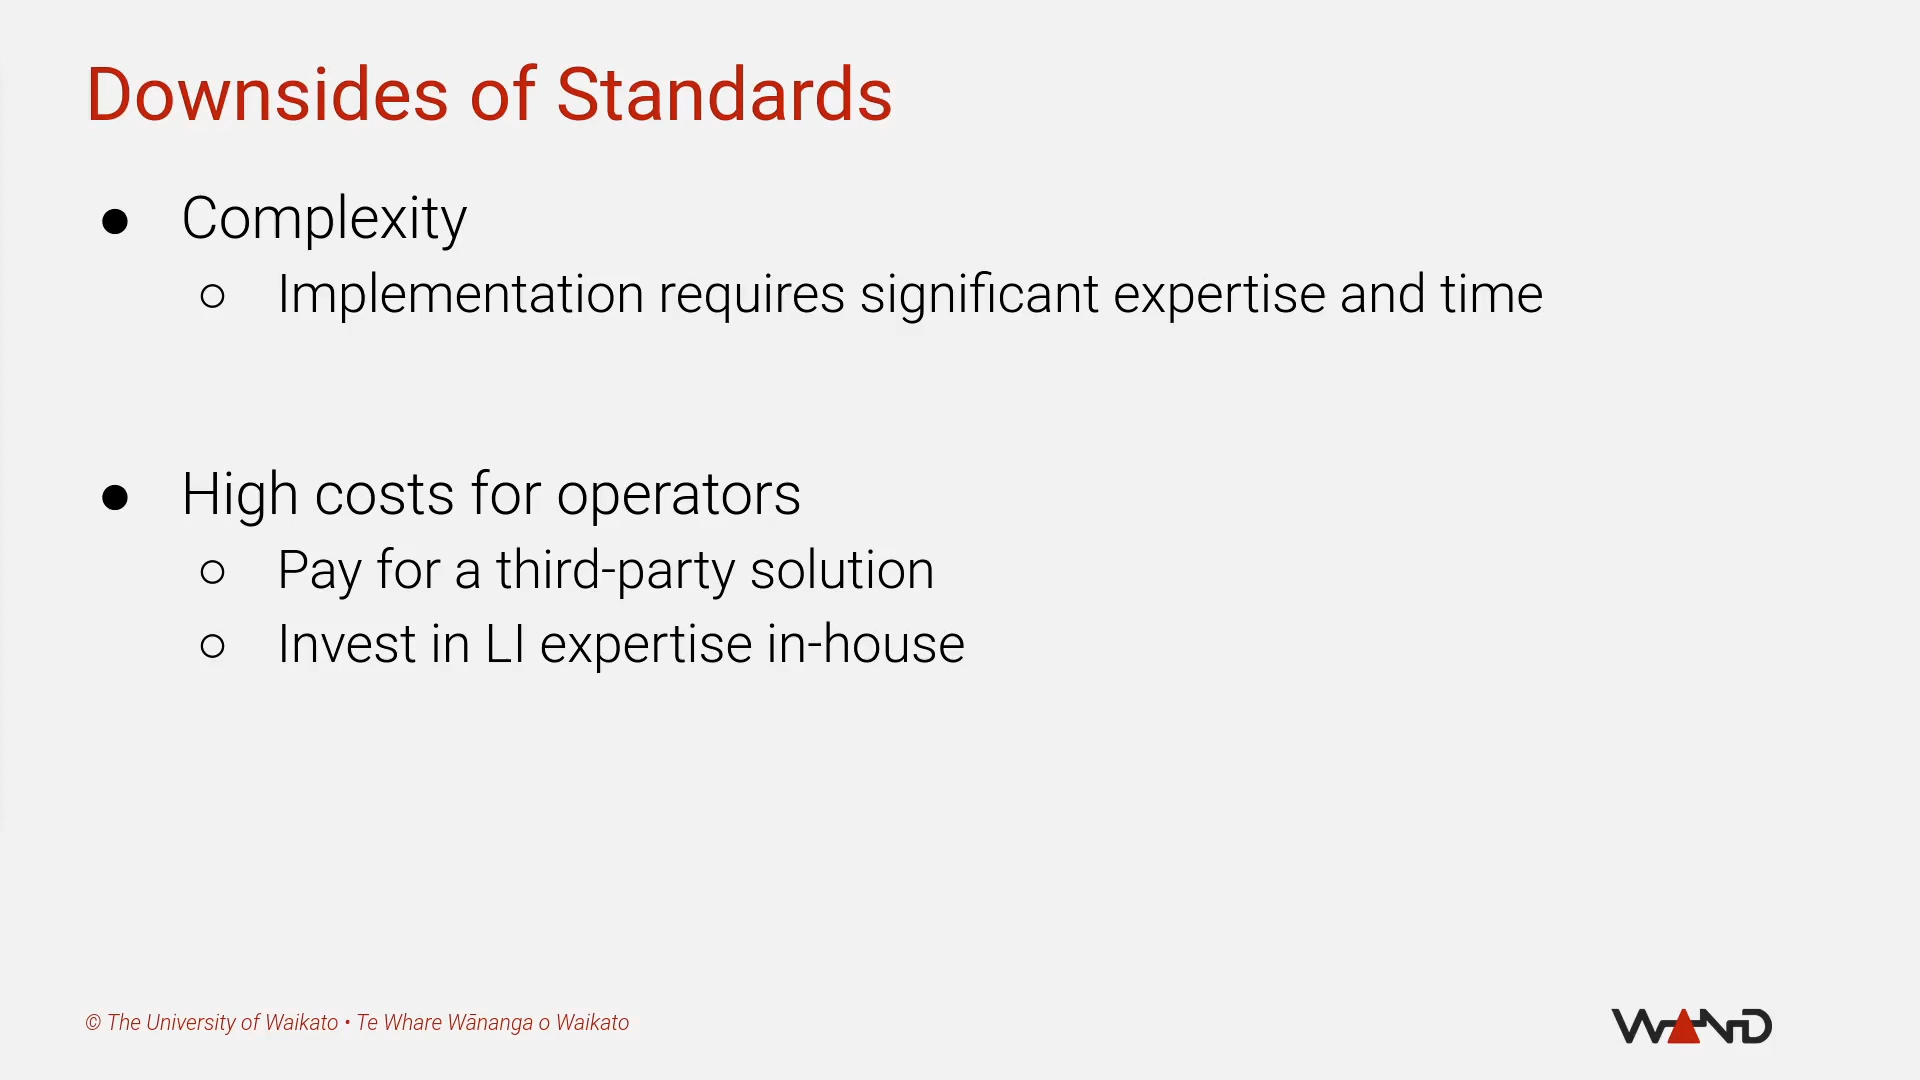 Downsides of Standards
● Complexity
○ Implementation requires significant expertise and time
● High costs for operators
○ Pay for a third-party solution
○ Invest in LI expertise in-house
© The University of Waikato • Te Whare Wānanga o Waikato
WAND